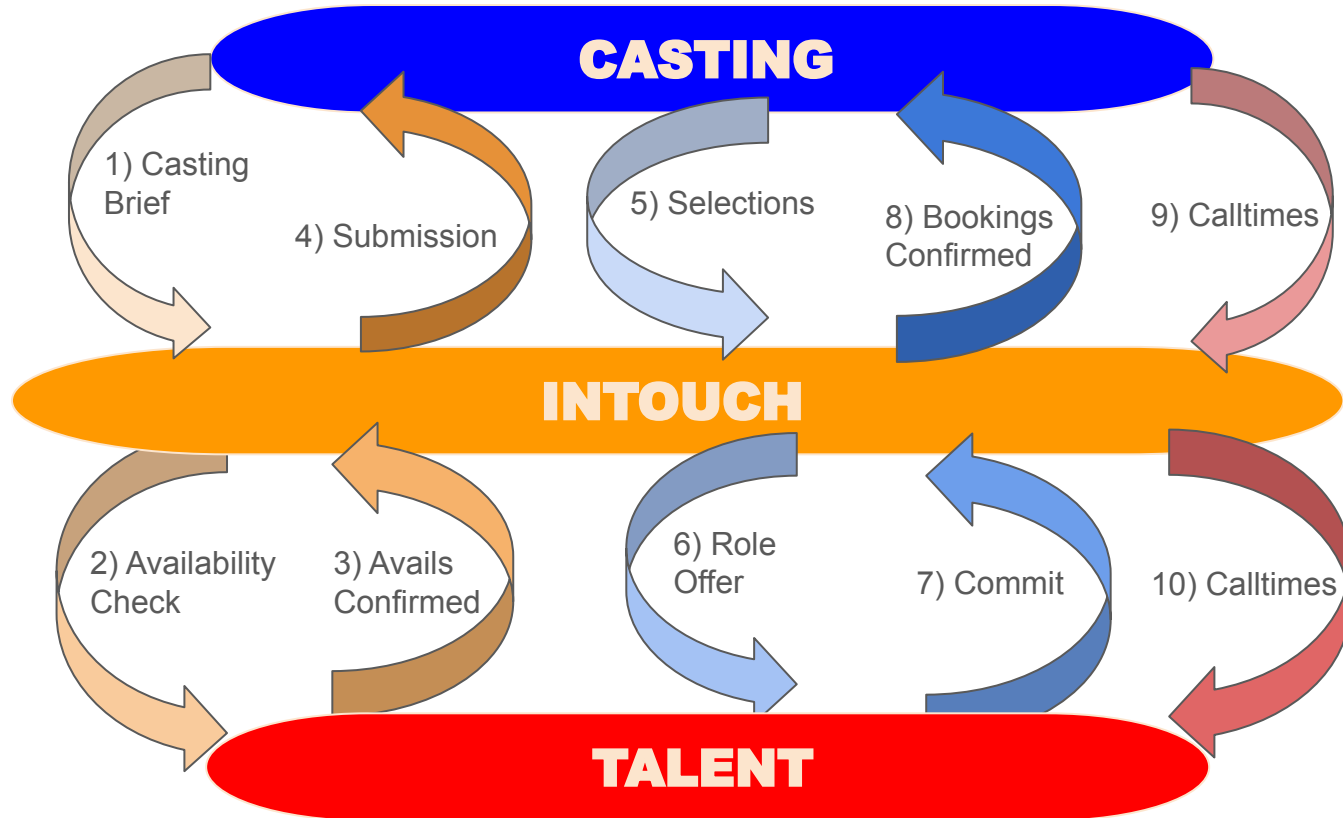 CASTING
1) Casting
Brief
4) Submission
5) Selections
8) Bookings
Confirmed
9) Calltimes
INTOUCH
2) Availability
Check
3) Avails
Confirmed
6) Role
Offer
7) Commit
10) Calltimes
TALENT